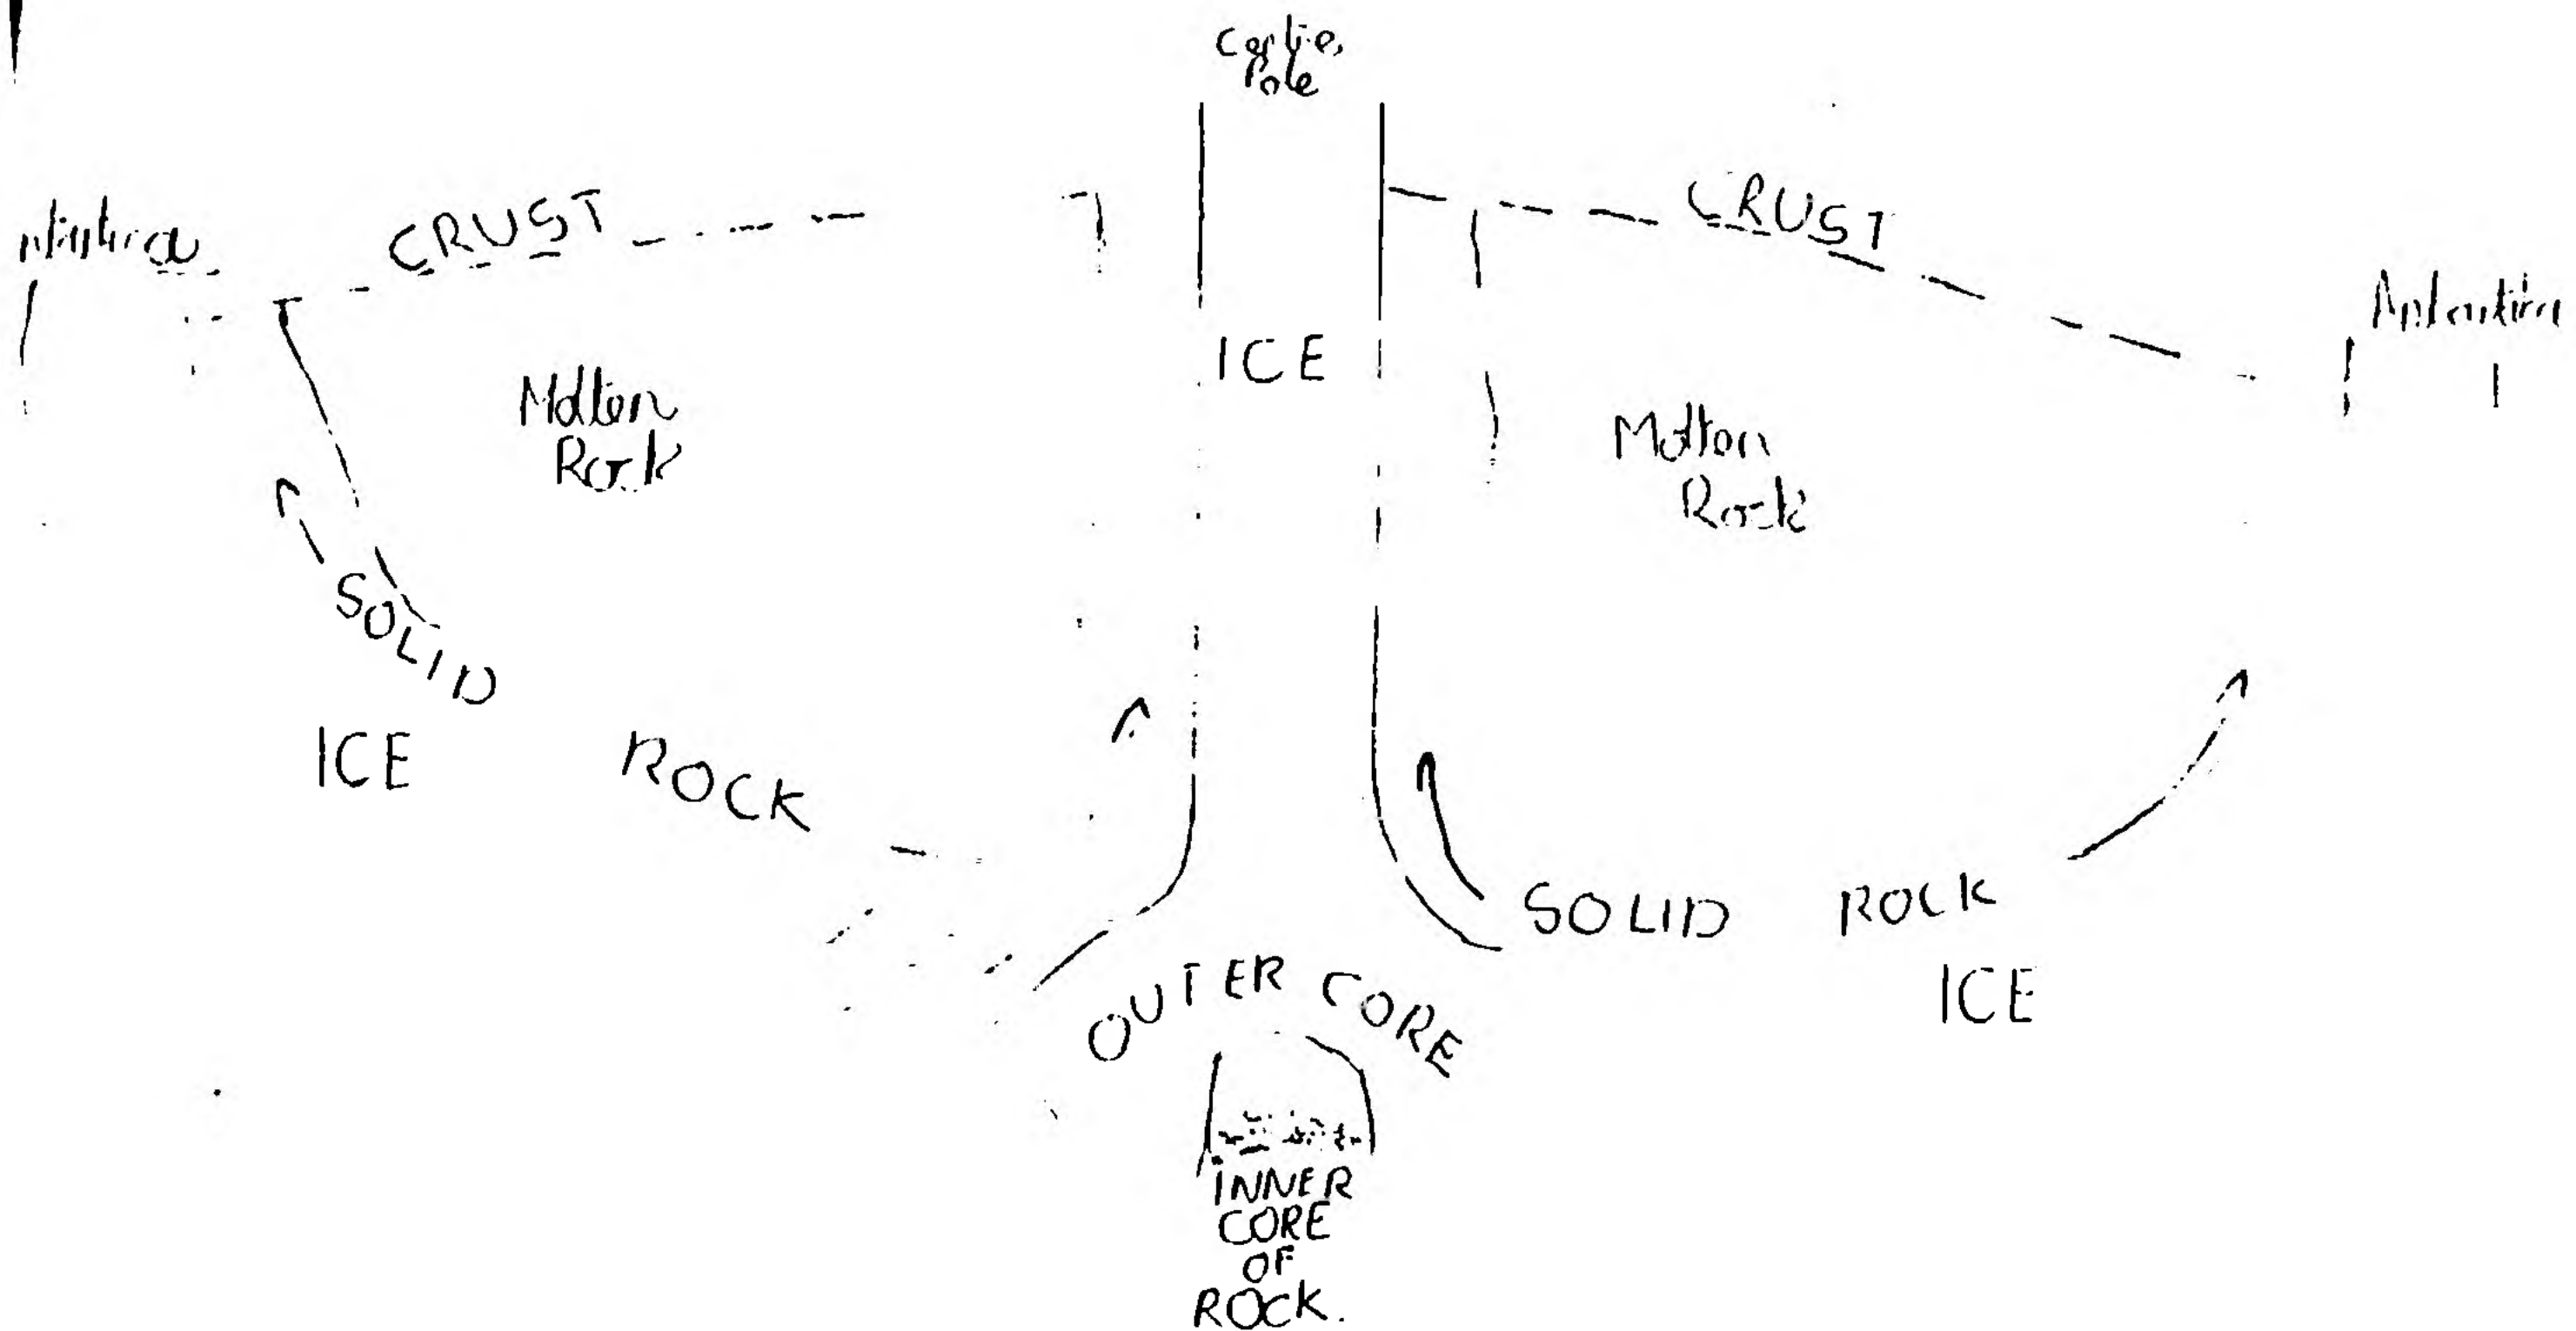 Pole
CRUST
CRUST
Antarctica
ICE
Molten
Rock
Molten
Rock
SOLID
ICE
ROCK
SOLID ROCK
ICE
OUTER CORE
INNER
CORE
OF
ROCK.